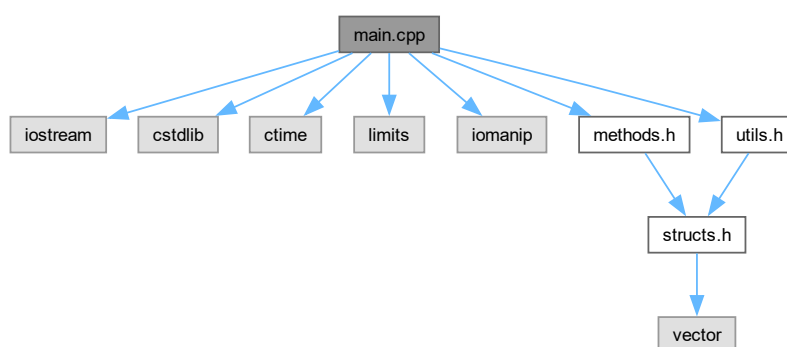 main.cpp
iostream
cstdlib
ctime
limits
iomanip
methods.h
utils.h
structs.h
vector